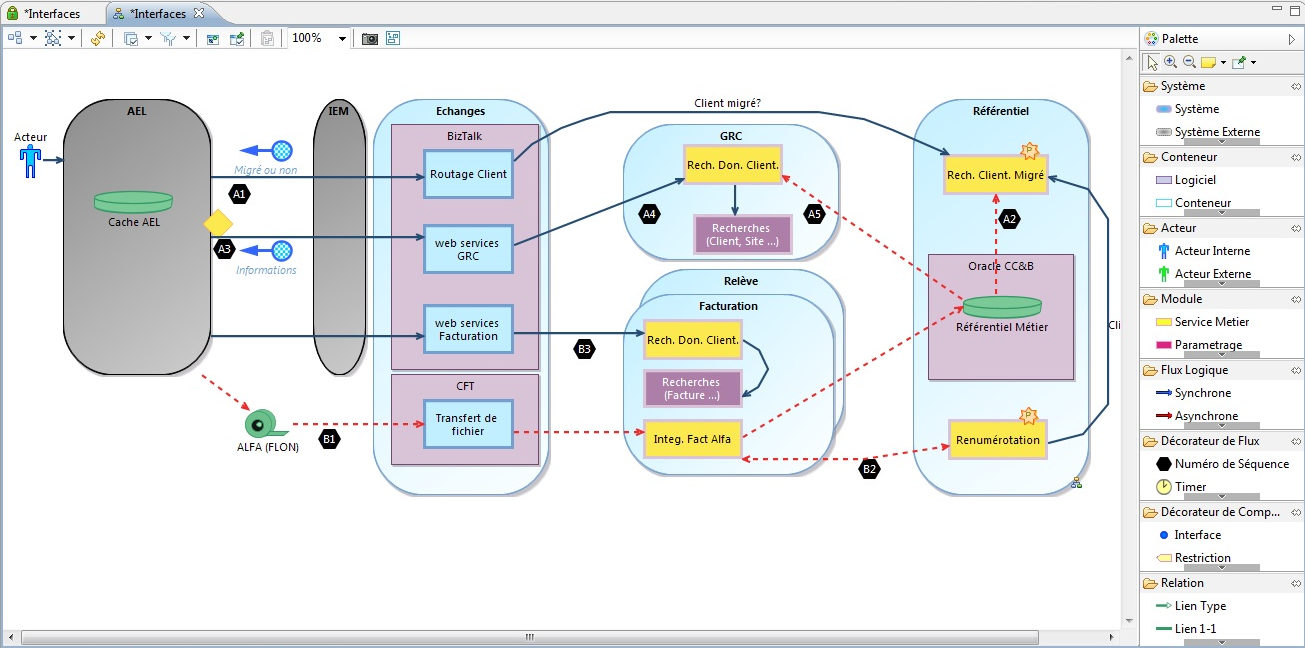 *Interfaces
*Interfaces
100%
Palette
Système
Système
Système Externe
Conteneur
Logiciel
Conteneur
Acteur
Acteur Interne
Acteur Externe
Module
Service Metier
Parametrage
Flux Logique
Synchrone
Asynchrone
Décorateur de Flux
Numéro de Séquence
Timer
Décorateur de Comp...
Interface
Restriction
Relation
Lien Type
Lien 1-1
Acteur
AEL
Cache AEL
Migré ou non
A1
A3
Informations
IEM
Echanges
BizTalk
Routage Client
web services
GRC
web services
Facturation
CFT
Transfert de
fichier
ALFA (FLON)
B1
Client migré?
GRC
Rech. Don. Client.
A4
A5
Recherches
(Client, Site ...)
Relève
Facturation
Rech. Don. Client.
B3
Recherches
(Facture ...)
Integ. Fact Alfa
B2
Référentiel
P
Rech. Client. Migré
A2
Oracle CC&B
Référentiel Métier
Cli
P
Renumérotation